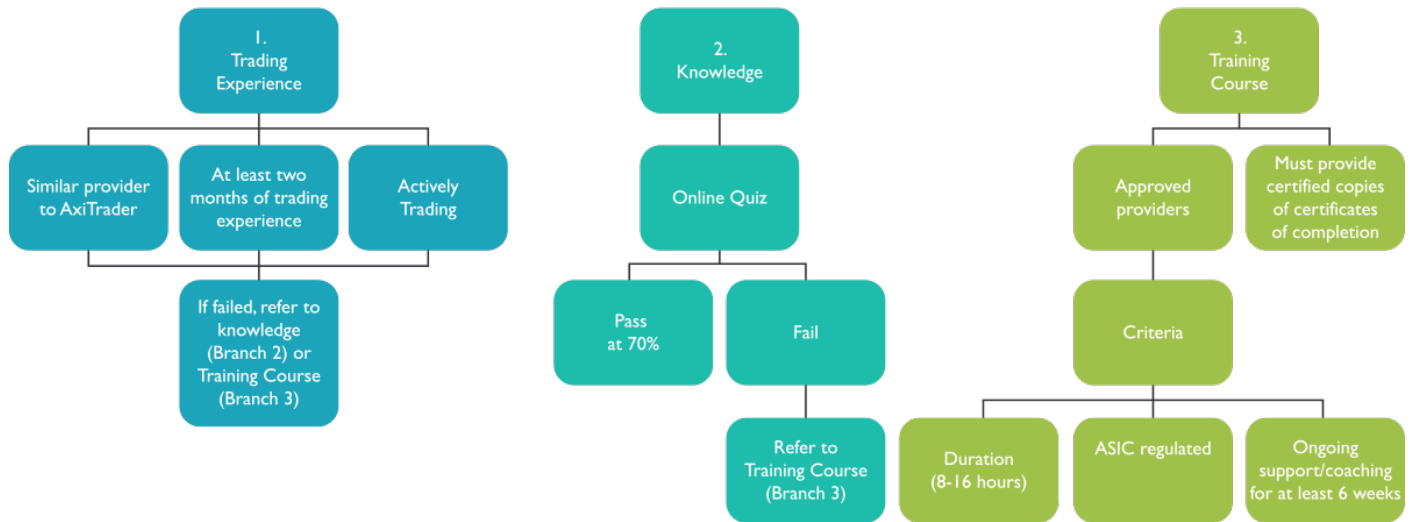 1.
Trading
Experience
Similar provider
to AxiTrader
At least two
months of trading
experience
Actively
Trading
If failed, refer to
knowledge
(Branch 2) or
Training Course
(Branch 3)
2.
Knowledge
Online Quiz
Pass
at 70%
Fail
Refer to
Training Course
(Branch 3)
3.
Training
Course
Approved
providers
Must provide
certified copies
of certificates
of completion
Criteria
Duration
(8-16 hours)
ASIC regulated
Ongoing
support/coaching
for at least 6 weeks